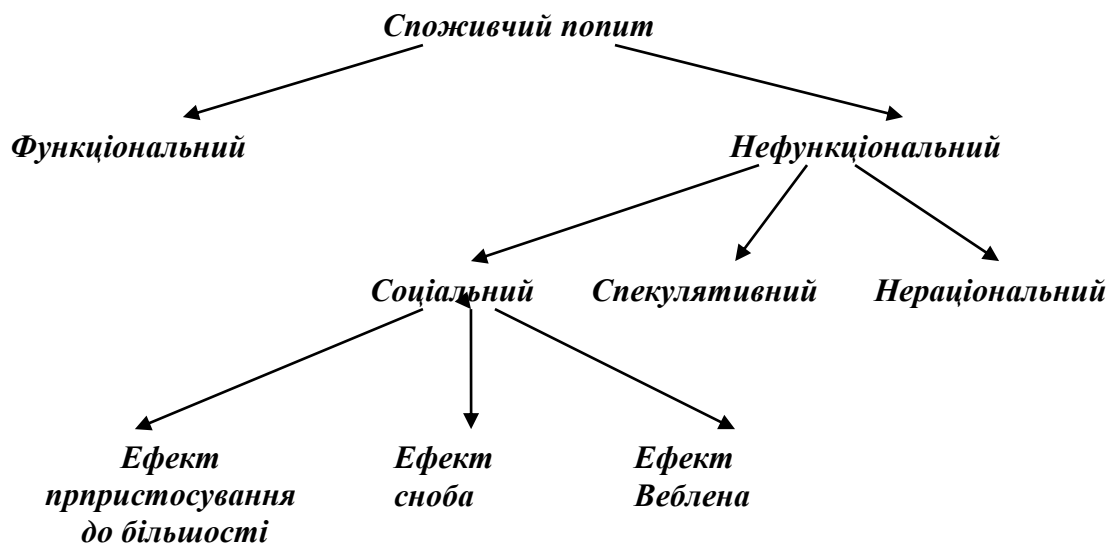 Споживчий попит
Функціональний
Нефункціональний
Соціальний
Спекулятивний
Нераціональний
Ефект
прпристосування
до більшості
Ефект
сноба
Ефект
Веблена